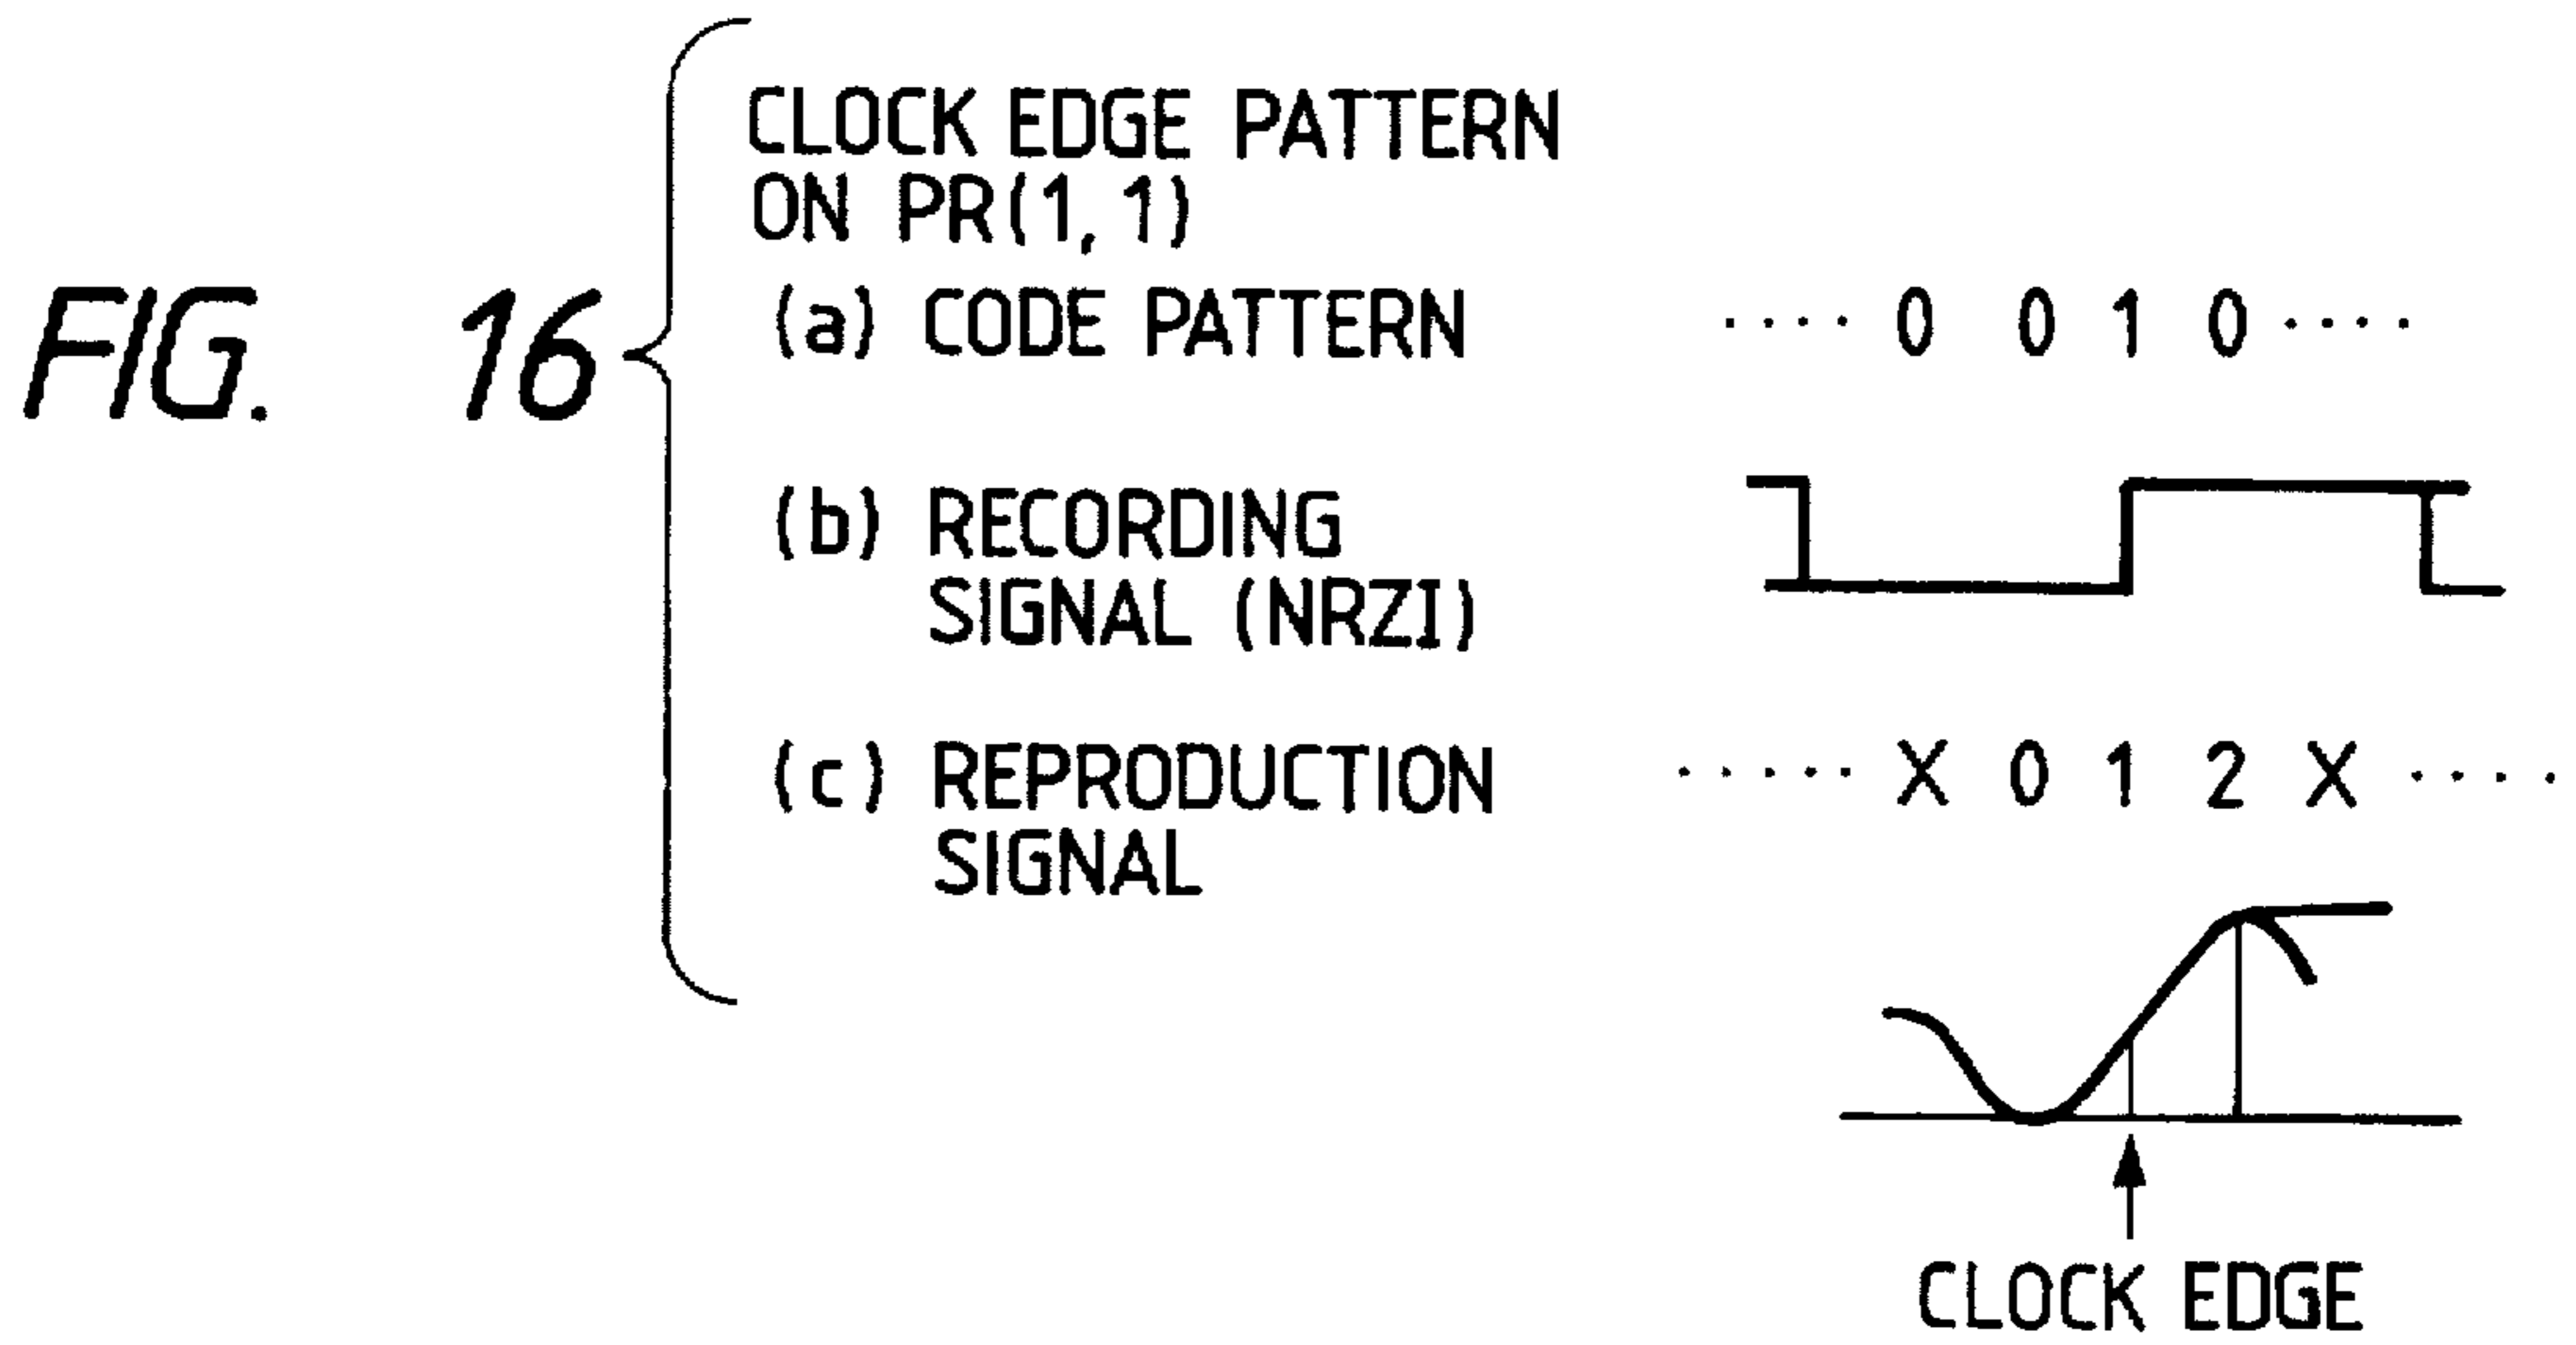 FIG. 16
CLOCK EDGE PATTERN
ON PR(1, 1)
(a) CODE PATTERN ···· 0 0 1 0 ····
(b) RECORDING
SIGNAL (NRZI)
(c) REPRODUCTION ····· X 0 1 2 X ····
SIGNAL
CLOCK EDGE